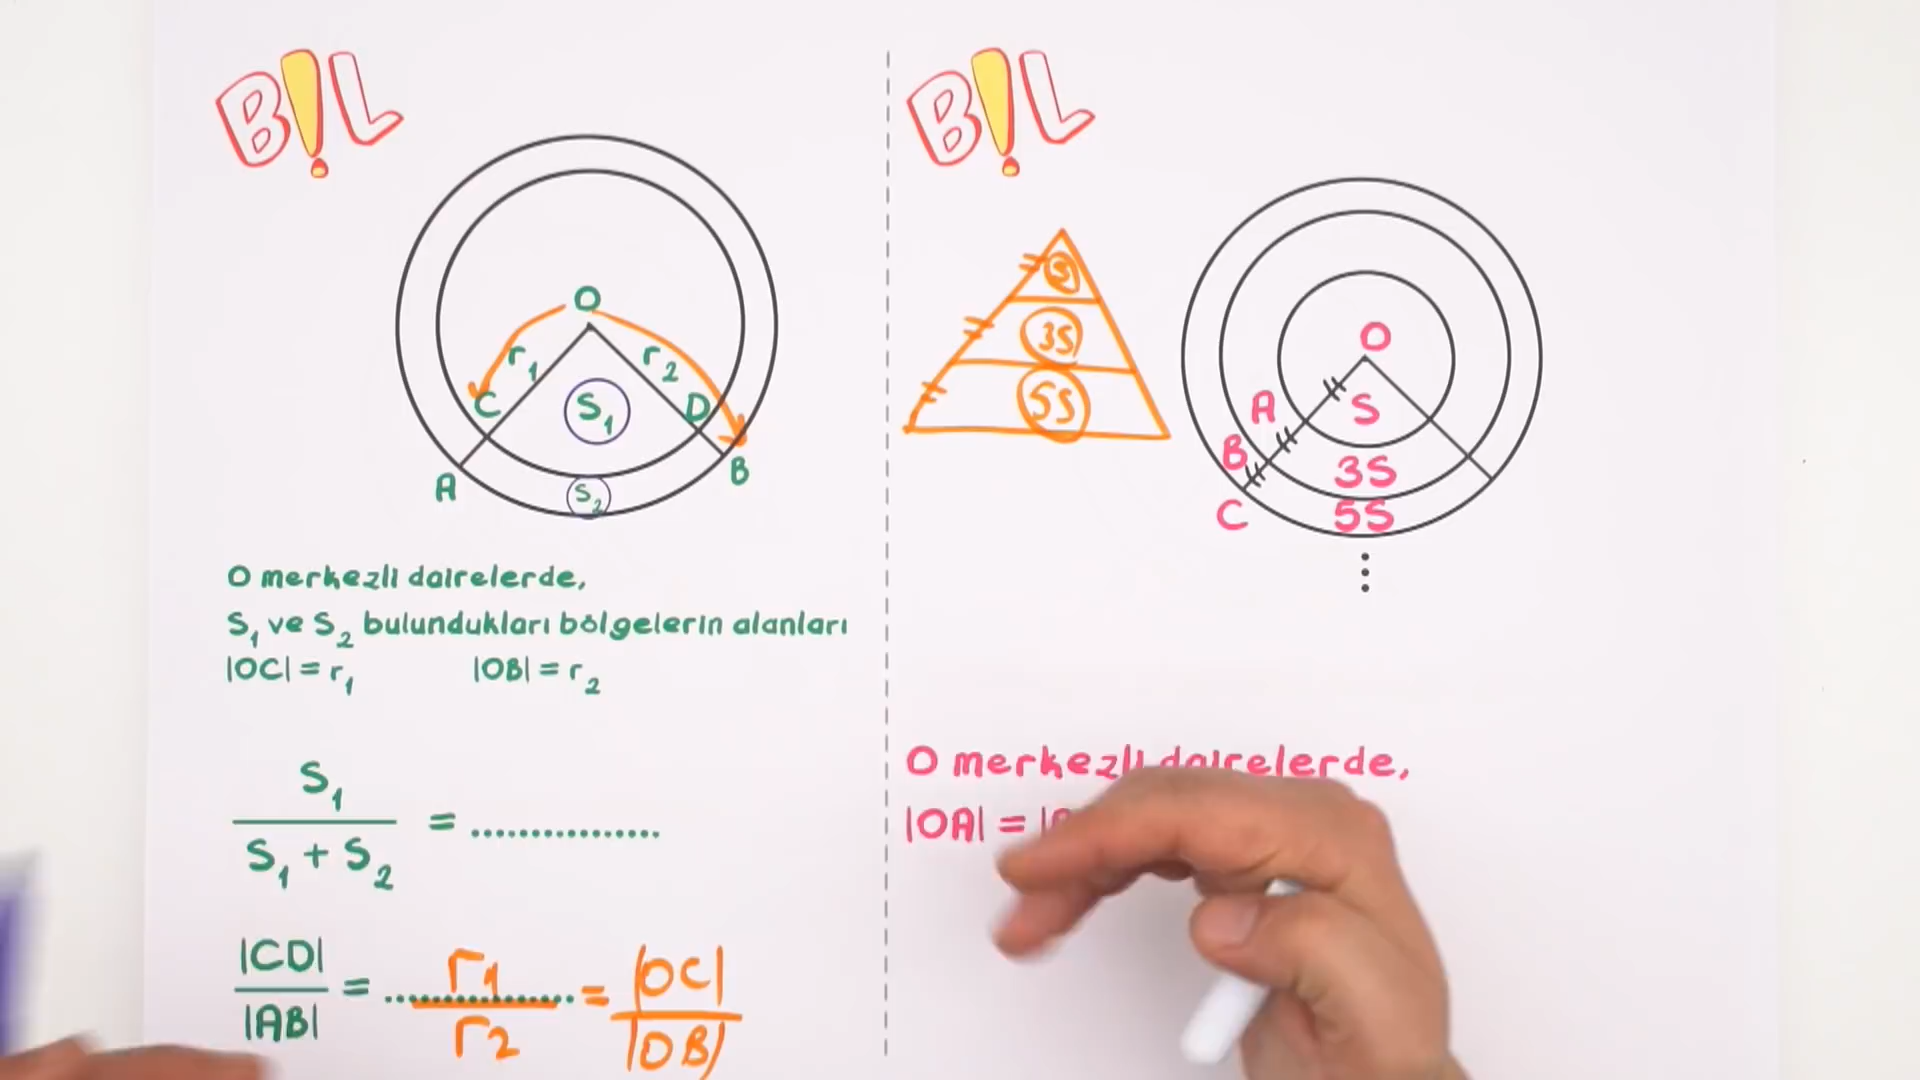 B!L
O
r1 r2
C S1 D
A S2 B
O merkezli dairelerde,
S1 ve S2 bulundukları bölgelerin alanları
|OC| = r1 |OB| = r2
S1
= ................
S1 + S2
|CD| / |AB| = ................ r1 / r2 = |OC| / |OB|
B!L
S
3S
5S
O
A S
B 3S
C 5S
O merkezli dairelerde,
|OA| =